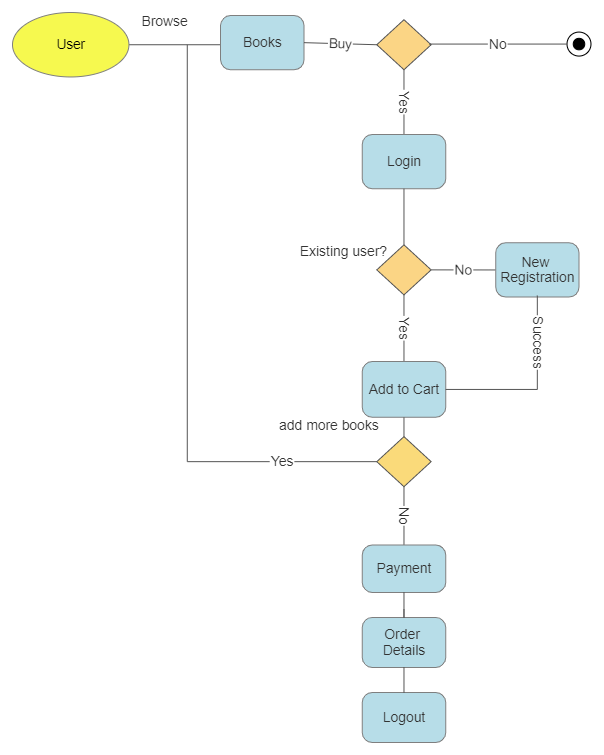 Browse
User
Books
Buy
No
Yes
Login
Existing user?
No
New
Registration
Yes
Success
Add to Cart
add more books
Yes
No
Payment
Order
Details
Logout